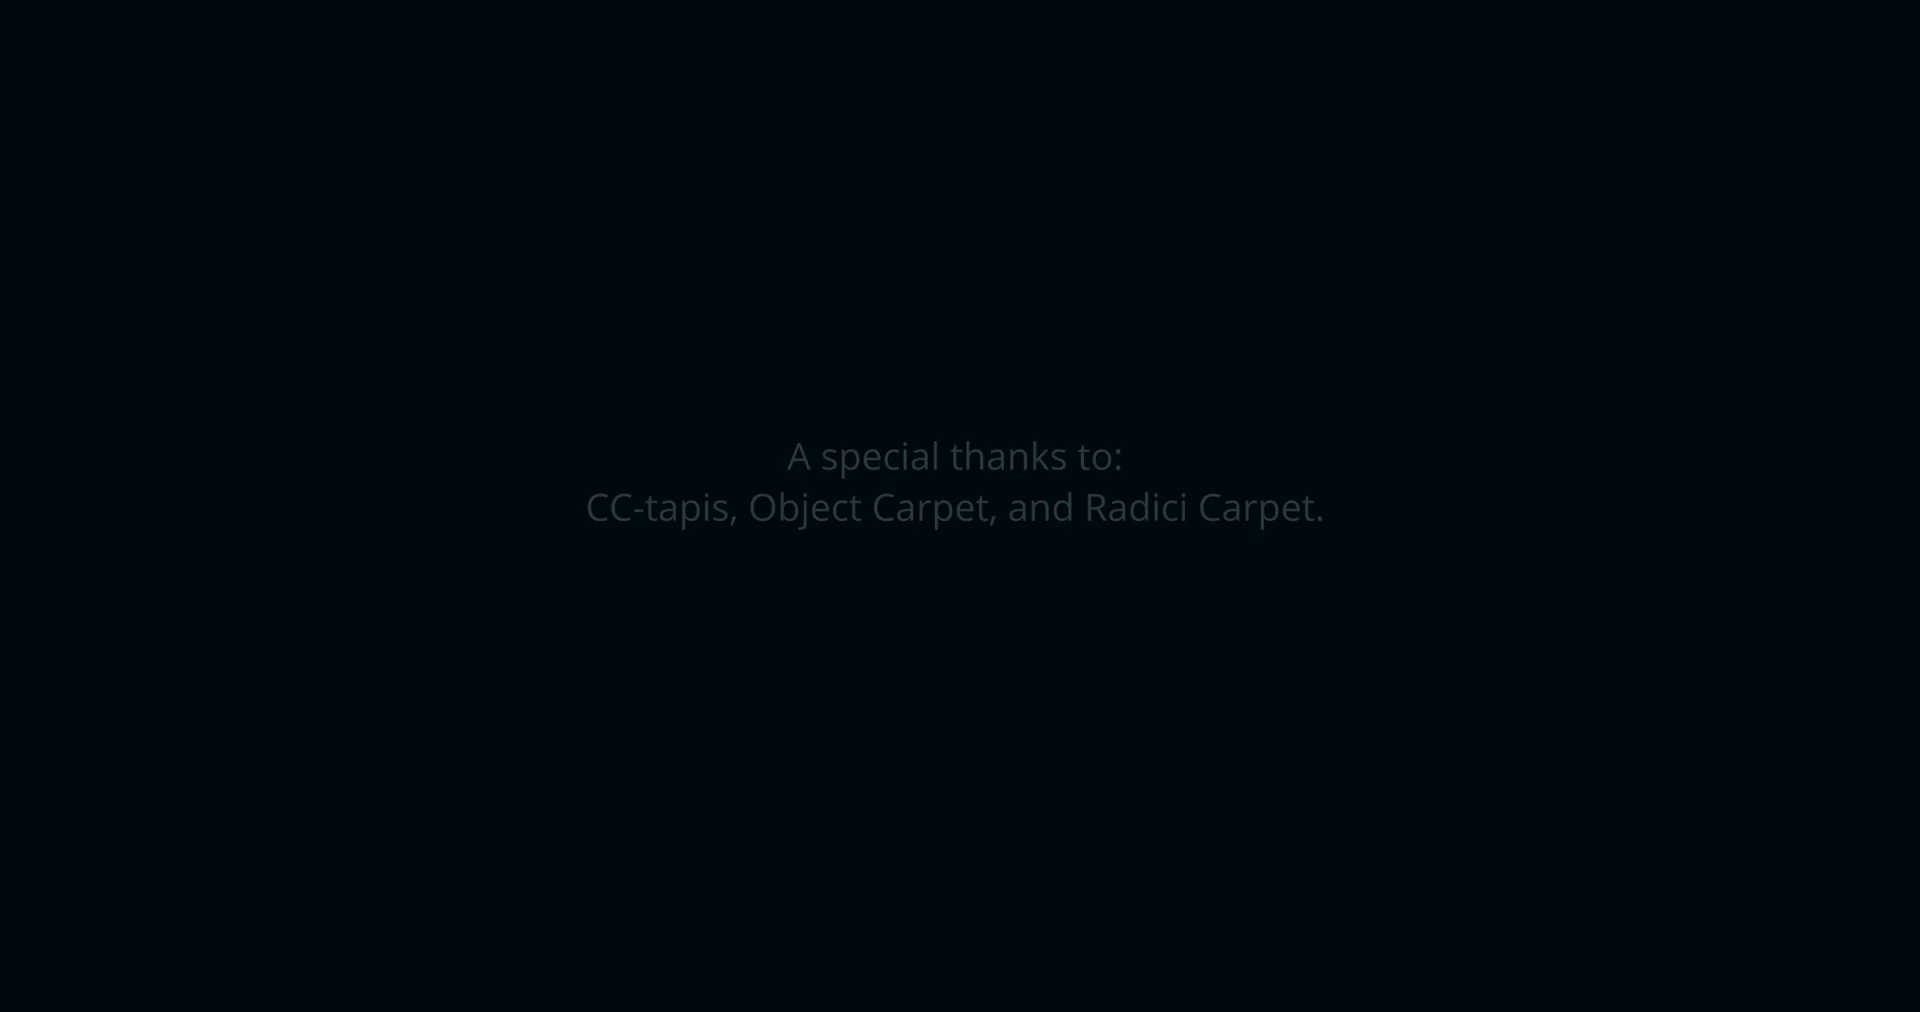 A special thanks to:
CC-tapis, Object Carpet, and Radici Carpet.